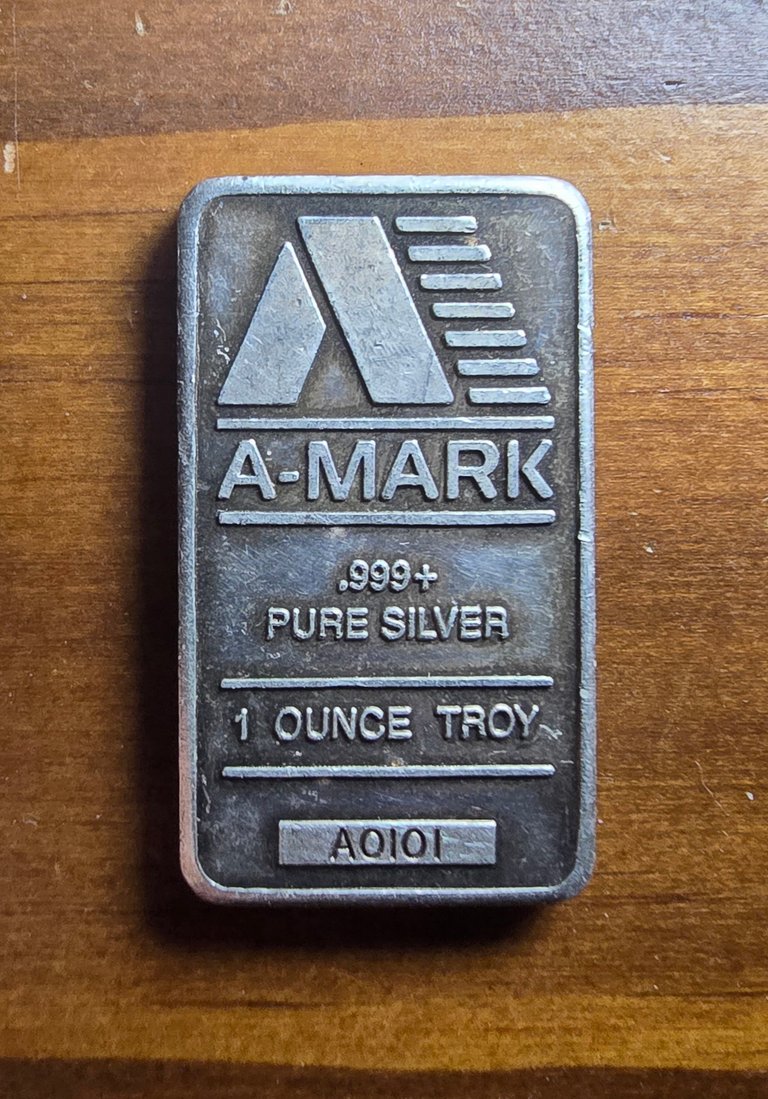 A-MARK
.999+
PURE SILVER
1 OUNCE TROY
A0101